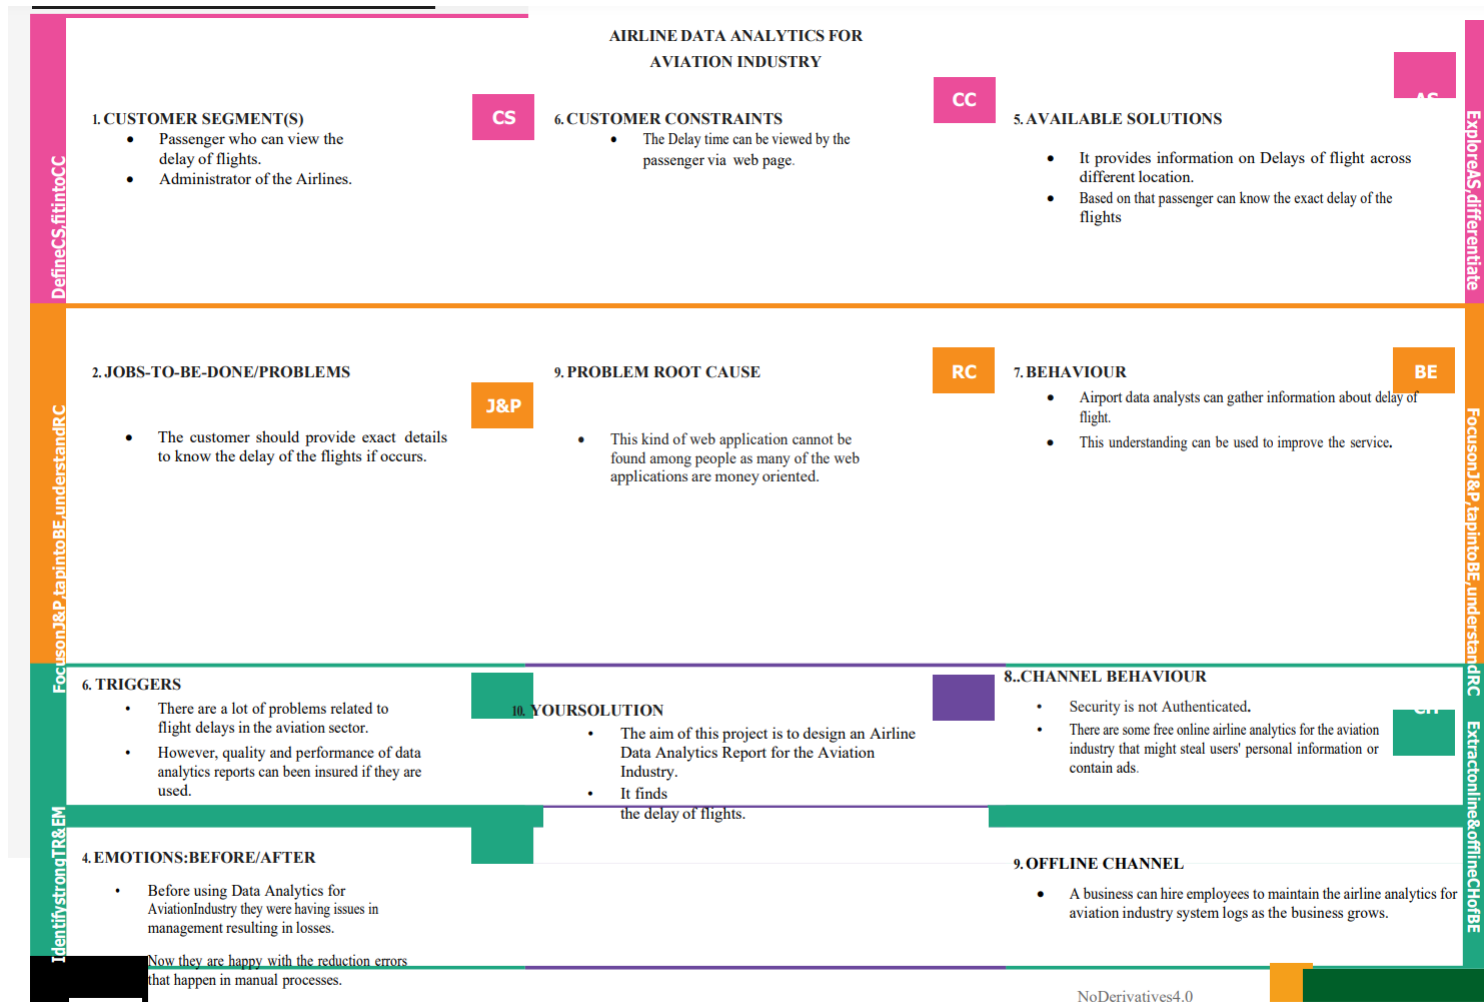 AIRLINE DATA ANALYTICS FOR
AVIATION INDUSTRY
DefineCS,fitintoCC
CS
1. CUSTOMER SEGMENT(S)
• Passenger who can view the
delay of flights.
• Administrator of the Airlines.
CC
6. CUSTOMER CONSTRAINTS
• The Delay time can be viewed by the
passenger via web page.
AS
5. AVAILABLE SOLUTIONS
• It provides information on Delays of flight across
different location.
• Based on that passenger can know the exact delay of the
flights
ExploreAS,differentiate
FocusonJ&P,tapintoBE,understandRC
2. JOBS-TO-BE-DONE/PROBLEMS
J&P
• The customer should provide exact details
to know the delay of the flights if occurs.
9. PROBLEM ROOT CAUSE
RC
• This kind of web application cannot be
found among people as many of the web
applications are money oriented.
7. BEHAVIOUR
BE
• Airport data analysts can gather information about delay of
flight.
• This understanding can be used to improve the service.
FocusonJ&P,tapintoBE,understandRC
IdentifystrongTR&EM
6. TRIGGERS
• There are a lot of problems related to
flight delays in the aviation sector.
• However, quality and performance of data
analytics reports can been insured if they are
used.
10. YOURSOLUTION
• The aim of this project is to design an Airline
Data Analytics Report for the Aviation
Industry.
• It finds
the delay of flights.
8..CHANNEL BEHAVIOUR
CH
• Security is not Authenticated.
• There are some free online airline analytics for the aviation
industry that might steal users' personal information or
contain ads.
Extractonline&offlineCHofBE
4. EMOTIONS:BEFORE/AFTER
• Before using Data Analytics for
AviationIndustry they were having issues in
management resulting in losses.
Now they are happy with the reduction errors
that happen in manual processes.
9. OFFLINE CHANNEL
• A business can hire employees to maintain the airline analytics for
aviation industry system logs as the business grows.
NoDerivatives4.0